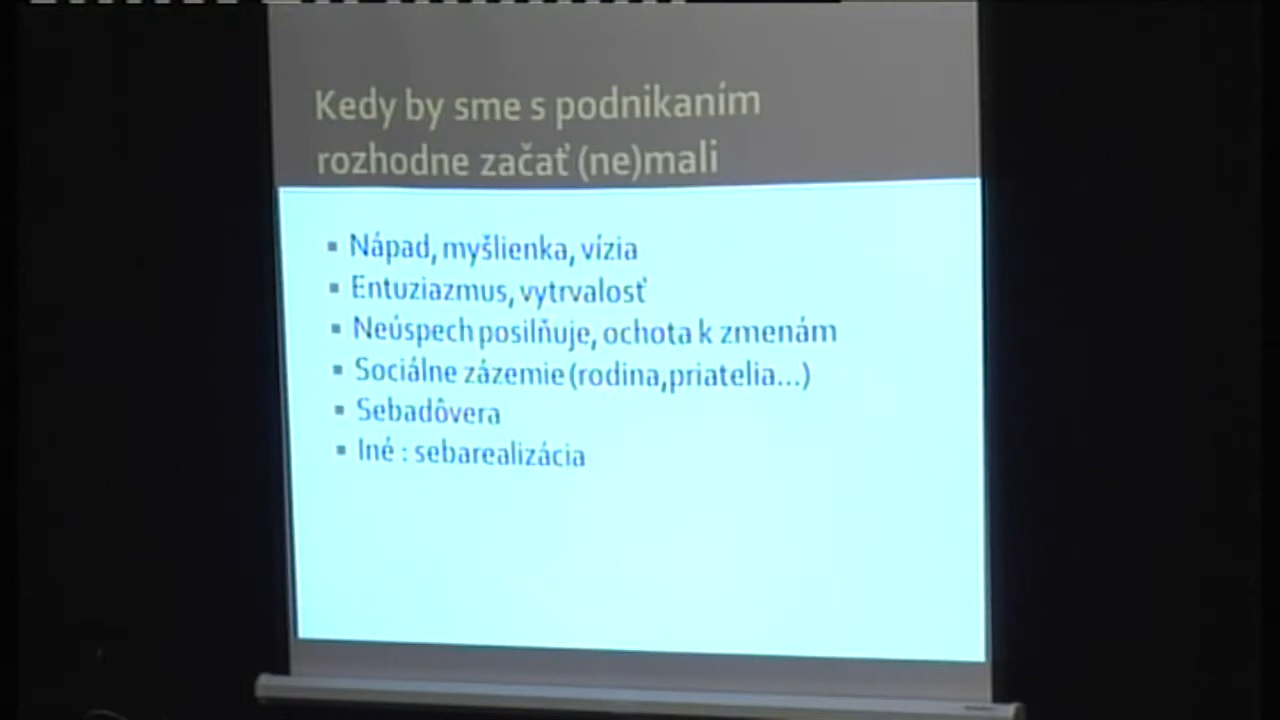 Kedy by sme s podnikaním
rozhodne začať (ne)mali
Nápad, myšlienka, vízia
Entuziazmus, vytrvalosť
Neúspech posilňuje, ochota k zmenám
Sociálne zázemie (rodina,priatelia...)
Sebadôvera
Iné : sebarealizácia